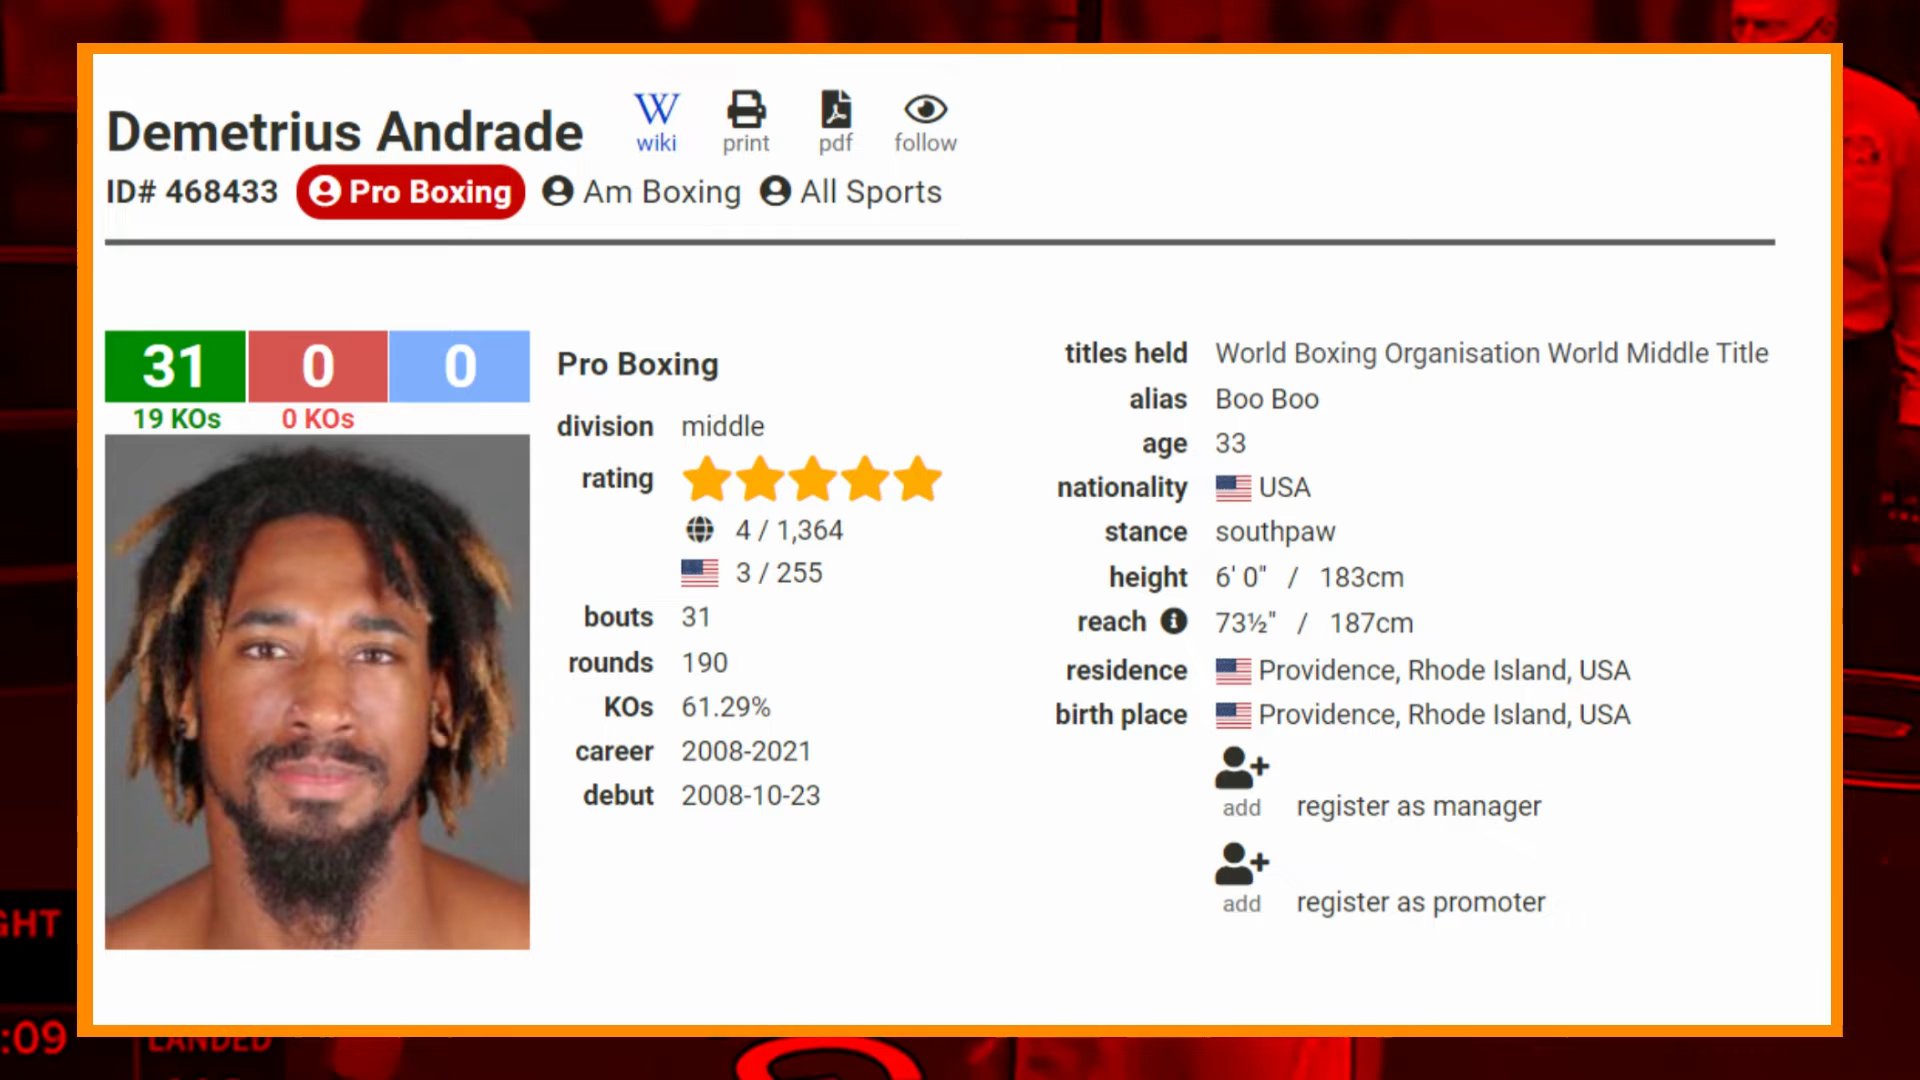 Demetrius Andrade
wiki print pdf follow
ID# 468433 Pro Boxing Am Boxing All Sports
31 0 0
19 KOs 0 KOs
Pro Boxing
division middle
rating
4 / 1,364
3 / 255
bouts 31
rounds 190
KOs 61.29%
career 2008-2021
debut 2008-10-23
titles held World Boxing Organisation World Middle Title
alias Boo Boo
age 33
nationality USA
stance southpaw
height 6' 0" / 183cm
reach 73½" / 187cm
residence Providence, Rhode Island, USA
birth place Providence, Rhode Island, USA
add register as manager
add register as promoter
GHT
:09
LANDED